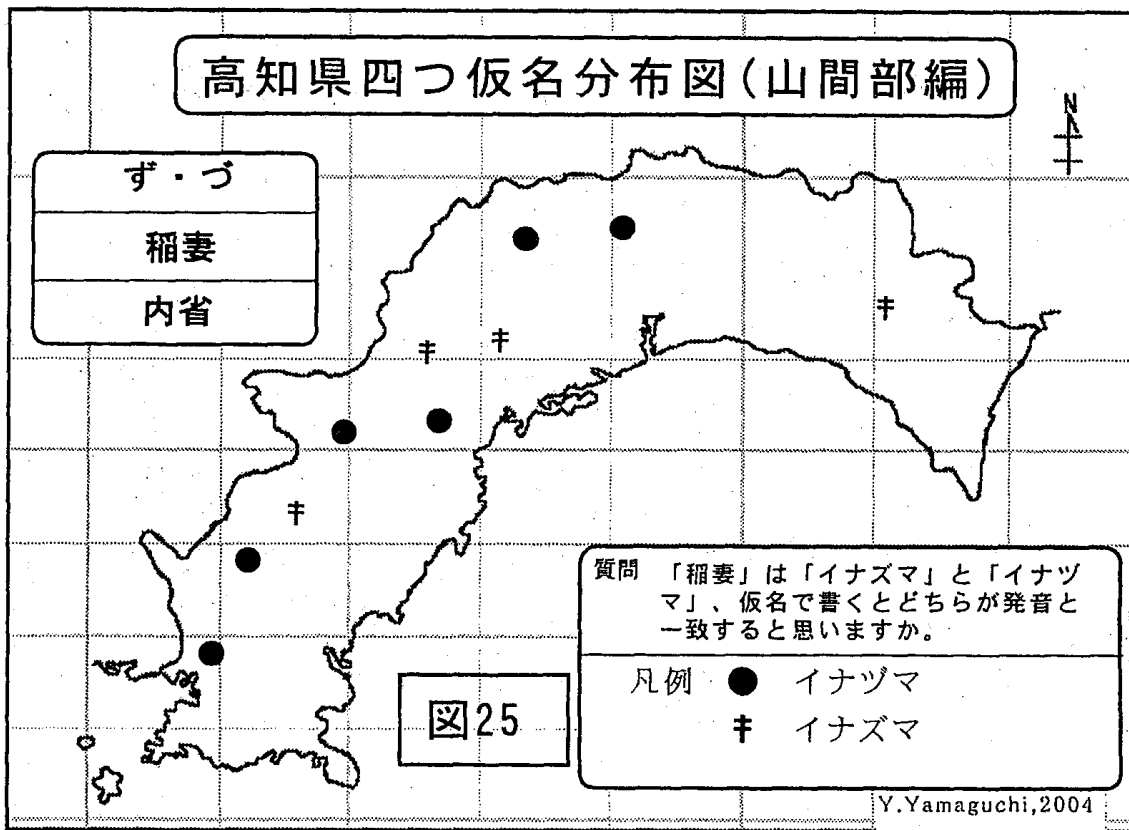 高知県四つ仮名分布図(山間部編)
N
ず・づ
稲妻
内省
質問 「稲妻」は「イナズマ」と「イナヅ
マ」、仮名で書くとどちらが発音と
一致すると思いますか。
凡例 ● イナヅマ
‡ イナズマ
図25
Y.Yamaguchi,2004